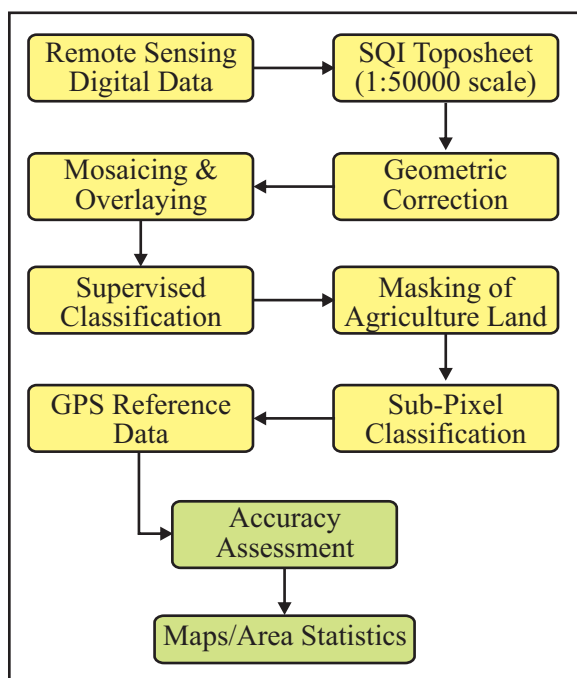 Remote Sensing
Digital Data
SQI Toposheet
(1:50000 scale)
Geometric
Correction
Mosaicing &
Overlaying
Supervised
Classification
Masking of
Agriculture Land
Sub-Pixel
Classification
GPS Reference
Data
Accuracy
Assessment
Maps/Area Statistics